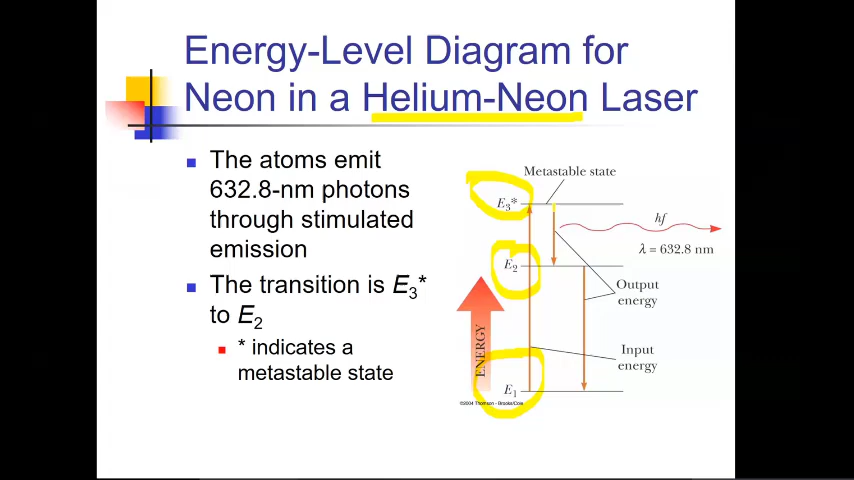 Energy-Level Diagram for
Neon in a Helium-Neon Laser
The atoms emit
632.8-nm photons
through stimulated
emission
The transition is E3*
to E2
* indicates a
metastable state
Metastable state
E3*
hf
λ = 632.8 nm
E2
Output
energy
ENERGY
Input
energy
E1
©2004 Thomson - Brooks/Cole